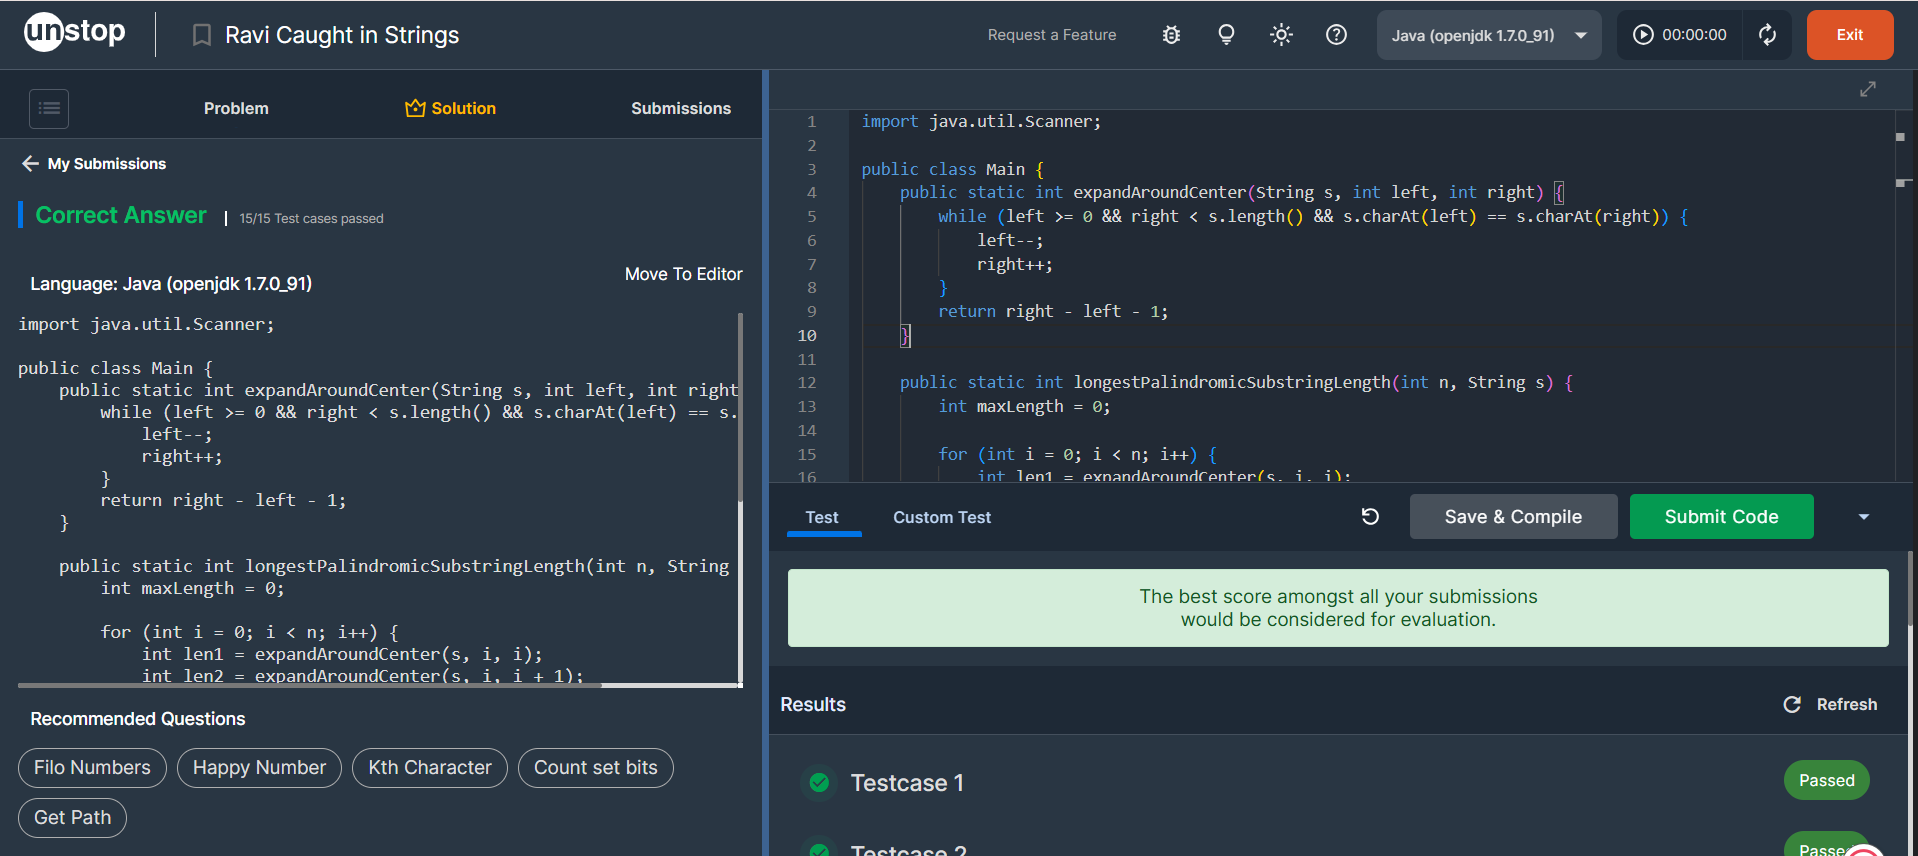 unstop
Ravi Caught in Strings
Request a Feature
Java (openjdk 1.7.0_91)
00:00:00
Exit
Problem
Solution
Submissions
My Submissions
Correct Answer | 15/15 Test cases passed
Language: Java (openjdk 1.7.0_91)
Move To Editor
import java.util.Scanner;
public class Main {
public static int expandAroundCenter(String s, int left, int right
while (left >= 0 && right < s.length() && s.charAt(left) == s.
left--;
right++;
}
return right - left - 1;
}
public static int longestPalindromicSubstringLength(int n, String
int maxLength = 0;
for (int i = 0; i < n; i++) {
int len1 = expandAroundCenter(s, i, i);
int len2 = expandAroundCenter(s, i, i + 1);
Recommended Questions
Filo Numbers
Happy Number
Kth Character
Count set bits
Get Path
1 import java.util.Scanner;
2
3 public class Main {
4 public static int expandAroundCenter(String s, int left, int right) {
5 while (left >= 0 && right < s.length() && s.charAt(left) == s.charAt(right)) {
6 left--;
7 right++;
8 }
9 return right - left - 1;
10 }
11
12 public static int longestPalindromicSubstringLength(int n, String s) {
13 int maxLength = 0;
14
15 for (int i = 0; i < n; i++) {
16 int len1 = expandAroundCenter(s, i, i);
Test
Custom Test
Save & Compile
Submit Code
The best score amongst all your submissions
would be considered for evaluation.
Results
Refresh
Testcase 1
Passed
Testcase 2
Passed